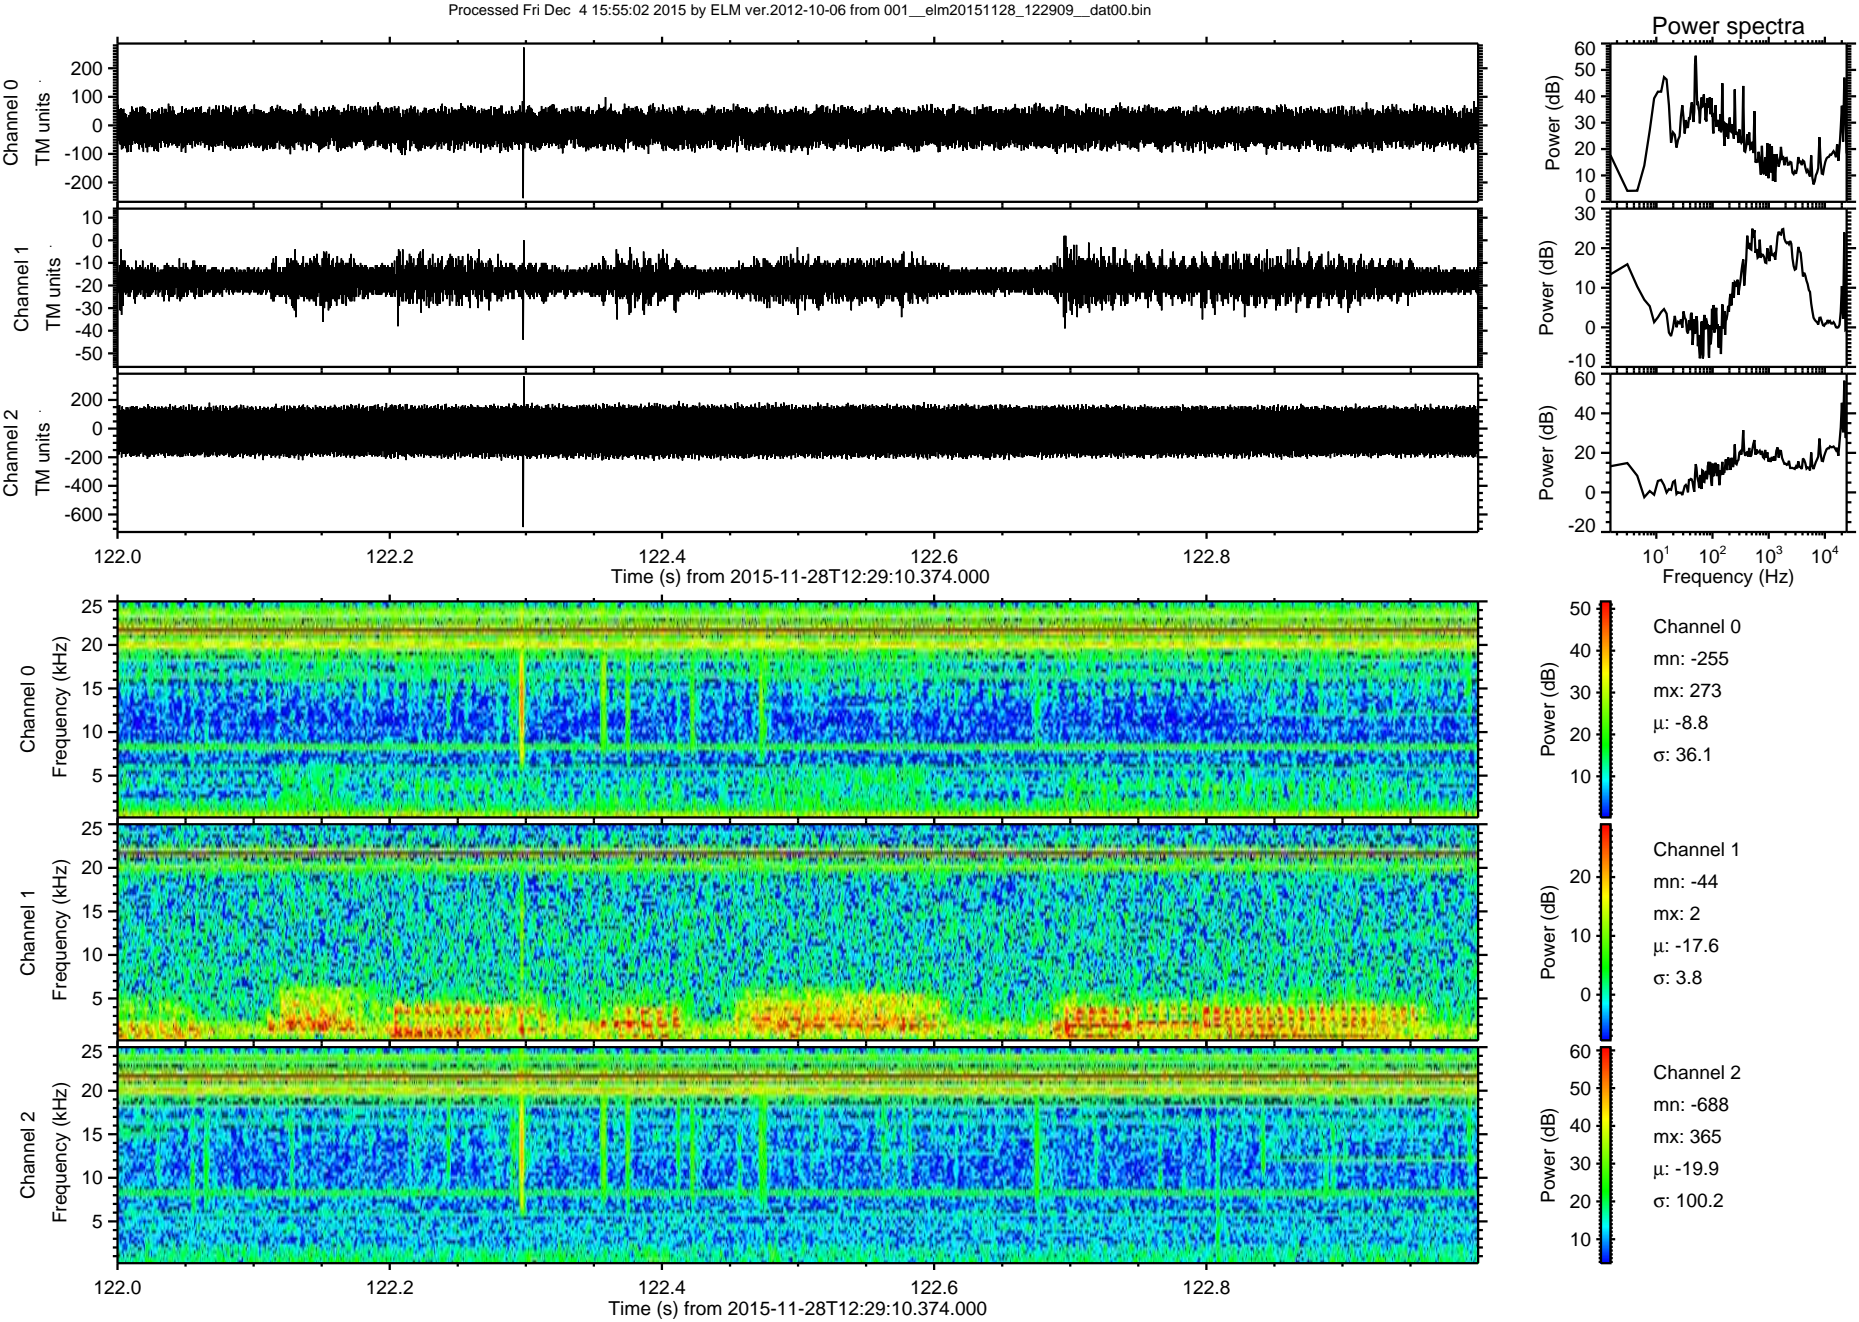 Processed Fri Dec  4 15:55:02 2015 by ELM ver.2012-10-06 from 001__elm20151128_122909__dat00.bin
Power spectra
Channel 0
TM units
200
100
0
-100
-200
Power (dB)
60
50
40
30
20
10
0
Channel 1
TM units
10
0
-10
-20
-30
-40
-50
Power (dB)
30
20
10
0
-10
Channel 2
TM units
200
0
-200
-400
-600
Power (dB)
60
40
20
0
-20
122.0 122.2 122.4 122.6 122.8
Time (s) from 2015-11-28T12:29:10.374.000
10^1 10^2 10^3 10^4
Frequency (Hz)
Channel 0
Frequency (kHz)
25
20
15
10
5
Power (dB)
50
40
30
20
10
Channel 0
mn: -255
mx: 273
μ: -8.8
σ: 36.1
Channel 1
Frequency (kHz)
25
20
15
10
5
Power (dB)
20
10
0
Channel 1
mn: -44
mx: 2
μ: -17.6
σ: 3.8
Channel 2
Frequency (kHz)
25
20
15
10
5
Power (dB)
60
50
40
30
20
10
Channel 2
mn: -688
mx: 365
μ: -19.9
σ: 100.2
122.0 122.2 122.4 122.6 122.8
Time (s) from 2015-11-28T12:29:10.374.000